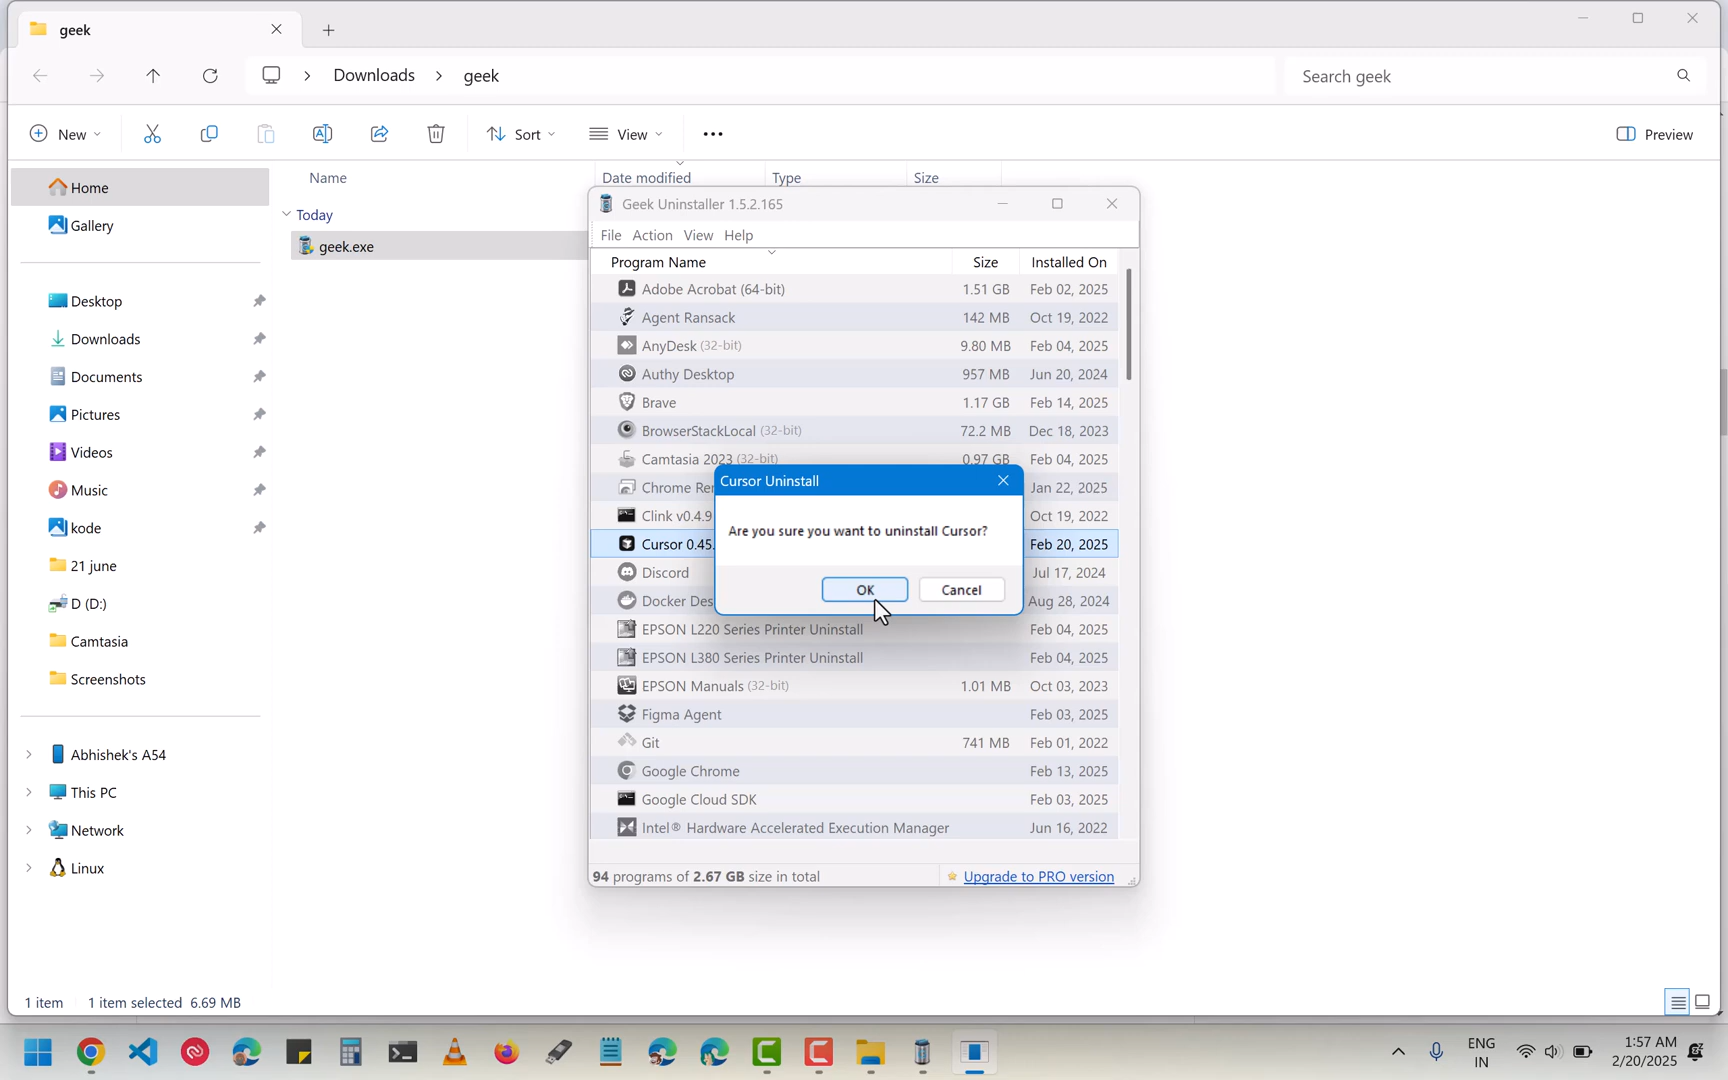 geek
Downloads
geek
Search geek
New
Sort
View
Preview
Home
Gallery
Desktop
Downloads
Documents
Pictures
Videos
Music
kode
21 june
D (D:)
Camtasia
Screenshots
Abhishek's A54
This PC
Network
Linux
Name
Date modified
Type
Size
Today
geek.exe
Geek Uninstaller 1.5.2.165
File Action View Help
Program Name Size Installed On
Adobe Acrobat (64-bit) 1.51 GB Feb 02, 2025
Agent Ransack 142 MB Oct 19, 2022
AnyDesk (32-bit) 9.80 MB Feb 04, 2025
Authy Desktop 957 MB Jun 20, 2024
Brave 1.17 GB Feb 14, 2025
BrowserStackLocal (32-bit) 72.2 MB Dec 18, 2023
Camtasia 2023 (32-bit) 0.97 GB Feb 04, 2025
Chrome Jan 22, 2025
Clink v0.4.9 Oct 19, 2022
Cursor 0.45. Feb 20, 2025
Discord Jul 17, 2024
Docker Aug 28, 2024
EPSON L220 Series Printer Uninstall Feb 04, 2025
EPSON L380 Series Printer Uninstall Feb 04, 2025
EPSON Manuals (32-bit) 1.01 MB Oct 03, 2023
Figma Agent Feb 03, 2025
Git 741 MB Feb 01, 2022
Google Chrome Feb 13, 2025
Google Cloud SDK Feb 03, 2025
Intel® Hardware Accelerated Execution Manager Jun 16, 2022
94 programs of 2.67 GB size in total
Upgrade to PRO version
Cursor Uninstall
Are you sure you want to uninstall Cursor?
OK
Cancel
1 item
1 item selected 6.69 MB
ENG
IN
1:57 AM
2/20/2025